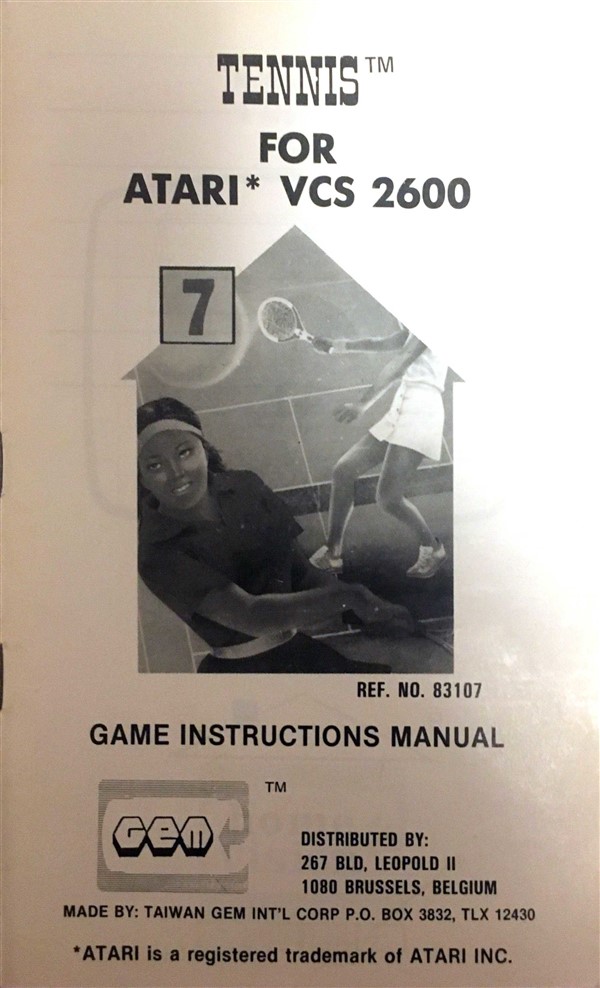 TENNIS™
FOR
ATARI* VCS 2600
7
REF. NO. 83107
GAME INSTRUCTIONS MANUAL
GEM
TM
DISTRIBUTED BY:
267 BLD, LEOPOLD II
1080 BRUSSELS, BELGIUM
MADE BY: TAIWAN GEM INT'L CORP P.O. BOX 3832, TLX 12430
*ATARI is a registered trademark of ATARI INC.